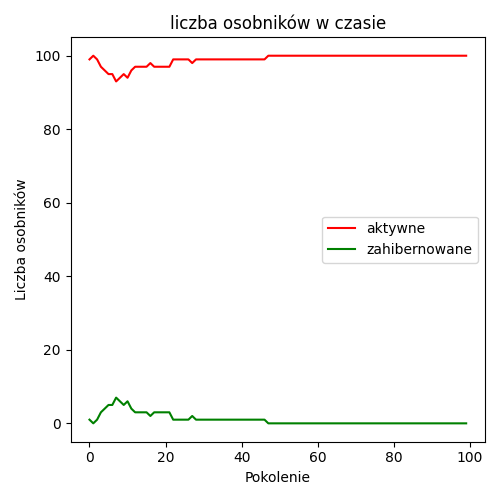 liczba osobników w czasie
Liczba osobników
100
80
60
40
20
0
aktywne
zahibernowane
0 20 40 60 80 100
Pokolenie